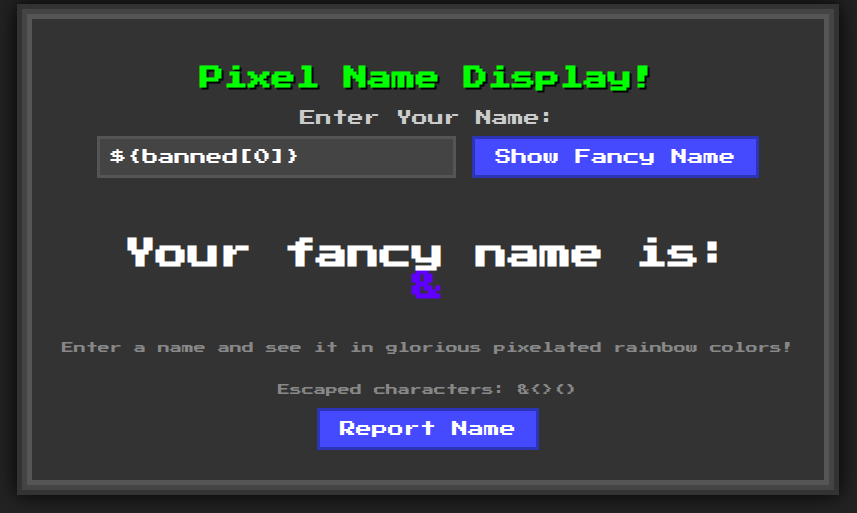 Pixel Name Display!
Enter Your Name:
${banned[0]} Show Fancy Name
Your fancy name is:
&
Enter a name and see it in glorious pixelated rainbow colors!
Escaped characters: &<>()
Report Name